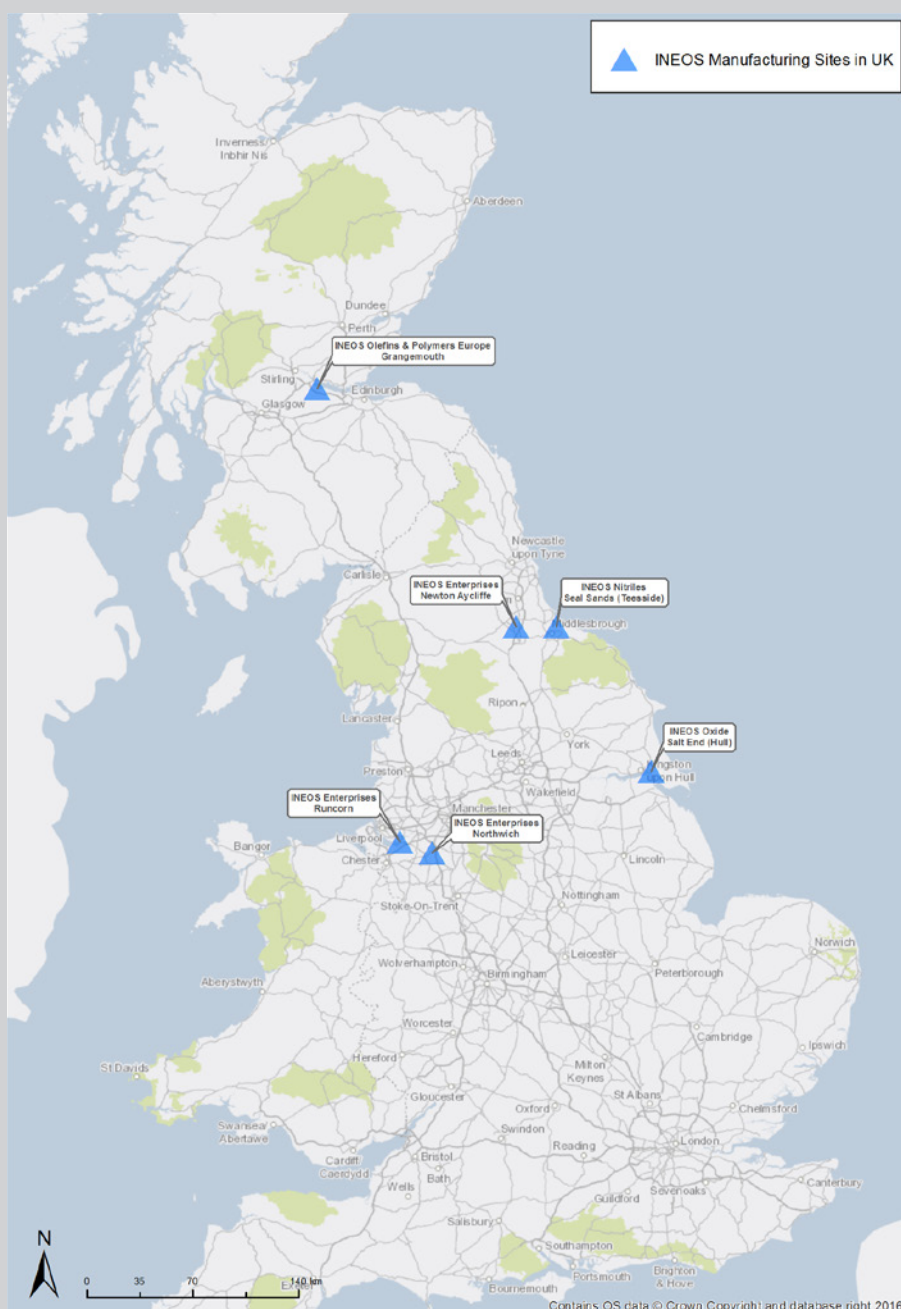 INEOS Manufacturing Sites in UK
Inverness
Inbhir Nis
Aberdeen
Dundee
Perth
INEOS Olefins & Polymers Europe
Grangemouth
Stirling
Edinburgh
Glasgow
Newcastle
upon Tyne
Carlisle
INEOS Enterprises
Newton Aycliffe
INEOS Nitriles
Seal Sands (Teesside)
Middlesbrough
Ripon
Lancaster
York
INEOS Oxide
Salt End (Hull)
Leeds
Preston
upon Hull
Wakefield
INEOS Enterprises
Runcorn
Manchester
INEOS Enterprises
Northwich
Liverpool
Bangor
Chester
Lincoln
Stoke-On-Trent
Nottingham
Norwich
Leicester
Wolverhampton
Peterborough
Birmingham
Aberystwyth
Worcester
Cambridge
Ipswich
Hereford
Milton
Keynes
St Davids
Gloucester
St Albans
Oxford
Chelmsford
Swansea/
Abertawe
Swindon
London
Cardiff
Caerdydd
Bristol
Bath
Reading
Wells
Guildford
Sevenoaks
Canterbury
Salisbury
Southampton
Portsmouth
Brighton
& Hove
Bournemouth
Exeter
N
0 35 70 140 km
Contains OS data © Crown Copyright and database right 2016